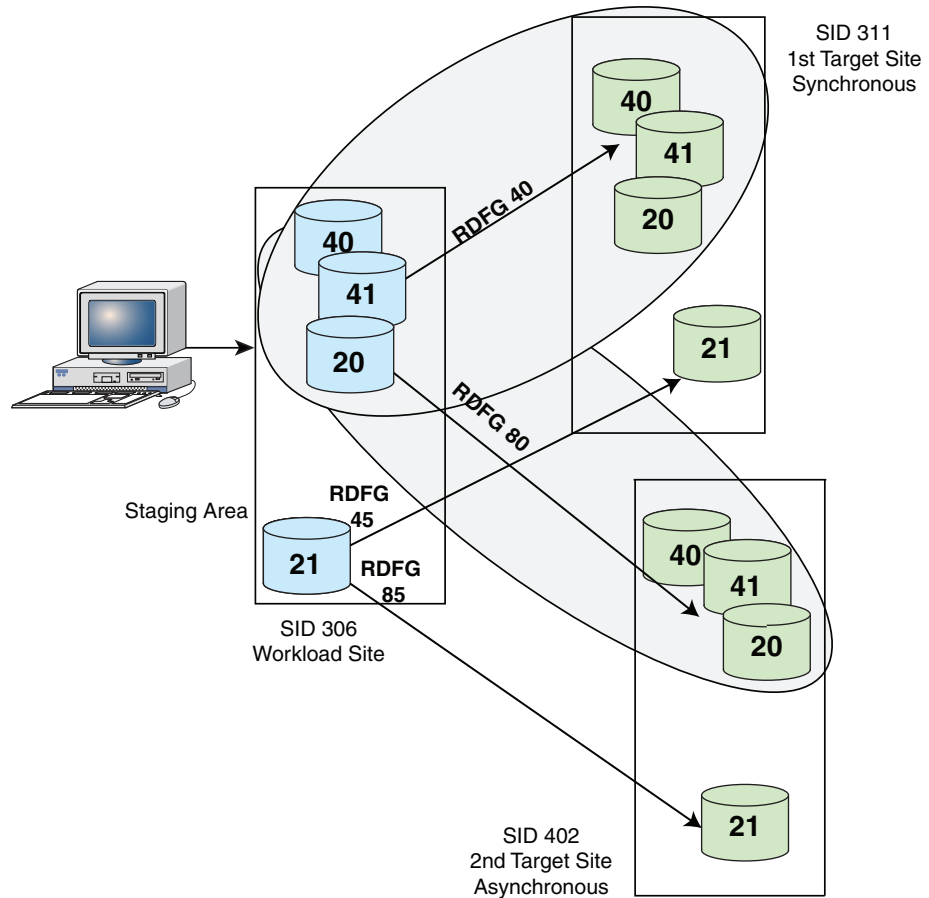 SID 311
1st Target Site
Synchronous
40
41
20
RDFG 40
40
41
20
21
RDFG 80
Staging Area
RDFG
45
21
RDFG
85
40
41
20
SID 306
Workload Site
21
SID 402
2nd Target Site
Asynchronous